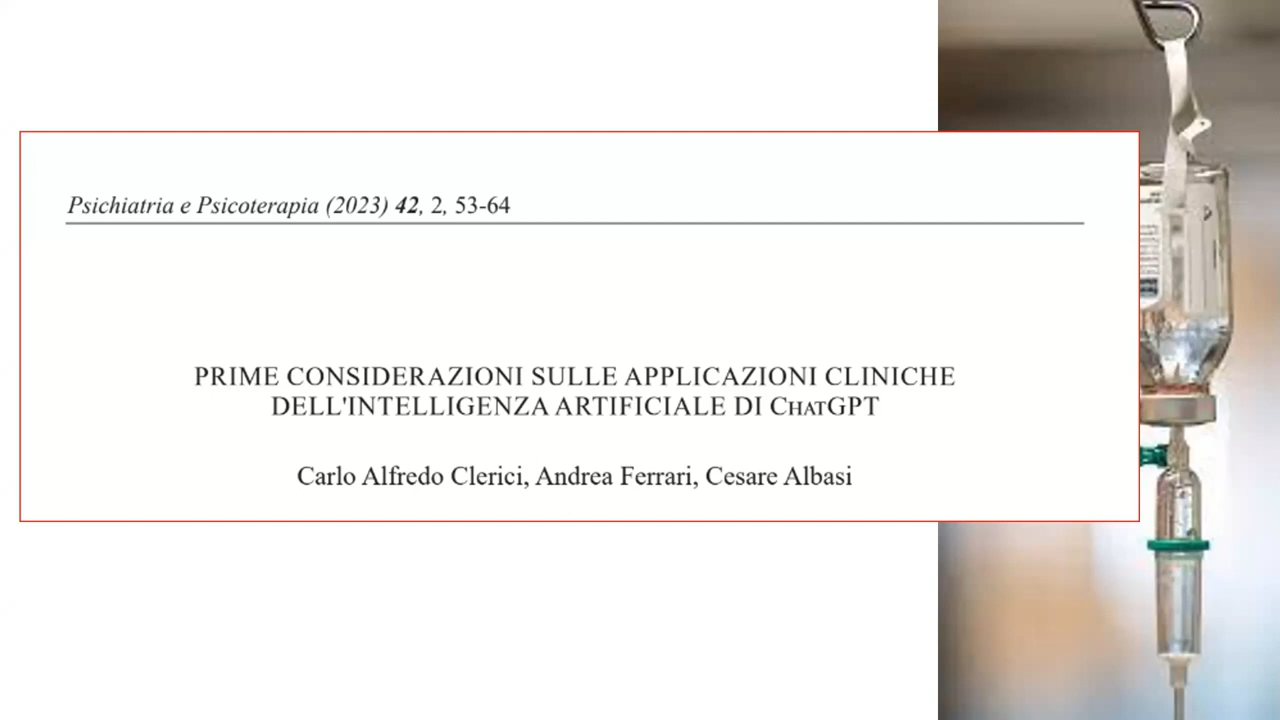 Psichiatria e Psicoterapia (2023) 42, 2, 53-64
PRIME CONSIDERAZIONI SULLE APPLICAZIONI CLINICHE
DELL'INTELLIGENZA ARTIFICIALE DI CHATGPT
Carlo Alfredo Clerici, Andrea Ferrari, Cesare Albasi